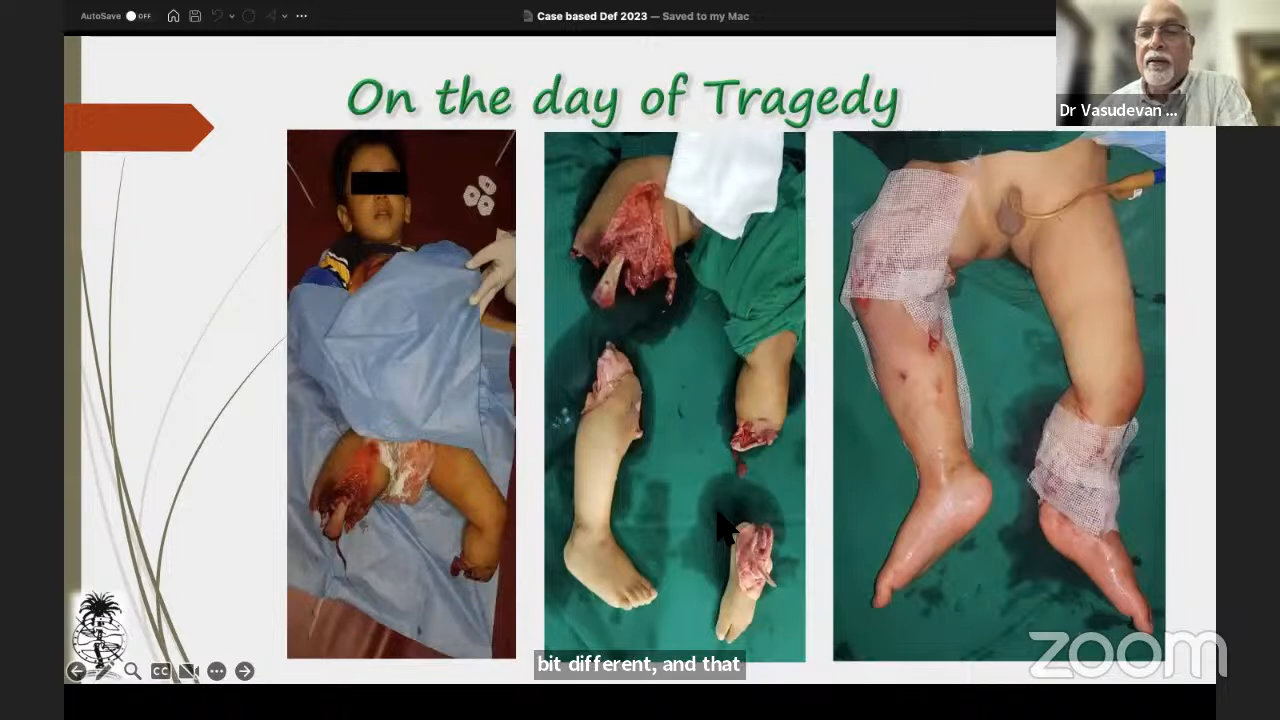 AutoSave OFF
Case based Def 2023 — Saved to my Mac
On the day of Tragedy
Dr Vasudevan ...
CC
bit different, and that
zoom